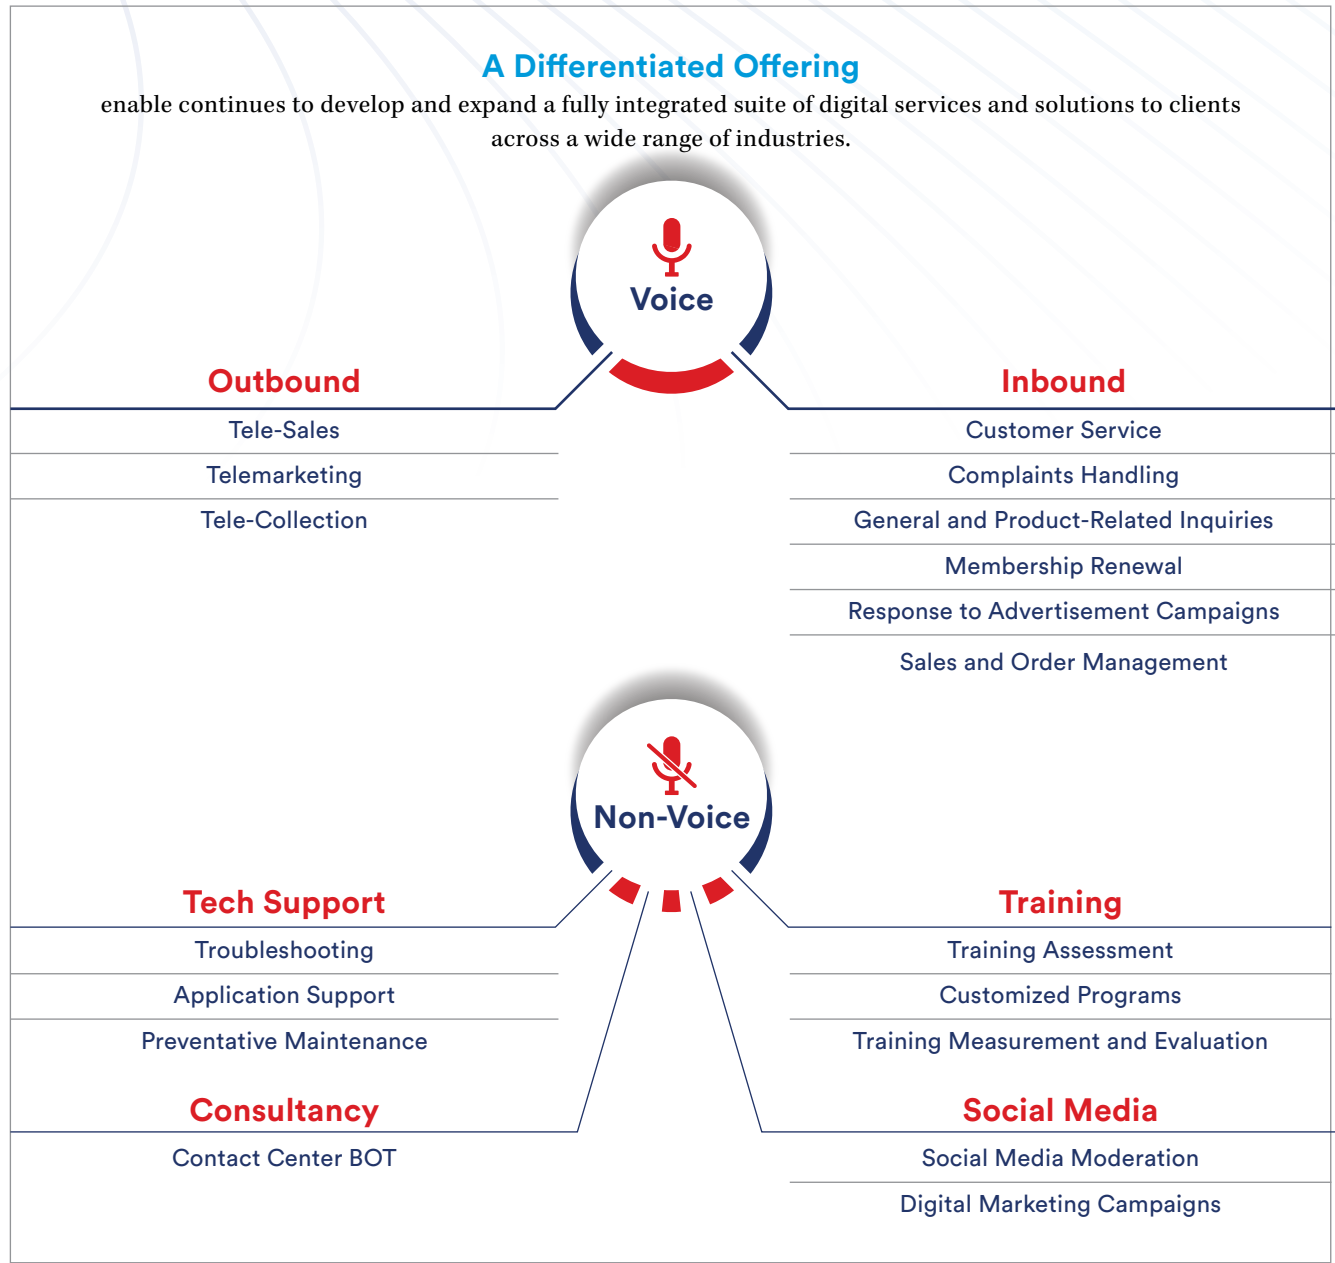 A Differentiated Offering
enable continues to develop and expand a fully integrated suite of digital services and solutions to clients
across a wide range of industries.
Voice
Outbound
Tele-Sales
Telemarketing
Tele-Collection
Inbound
Customer Service
Complaints Handling
General and Product-Related Inquiries
Membership Renewal
Response to Advertisement Campaigns
Sales and Order Management
Non-Voice
Tech Support
Troubleshooting
Application Support
Preventative Maintenance
Consultancy
Contact Center BOT
Training
Training Assessment
Customized Programs
Training Measurement and Evaluation
Social Media
Social Media Moderation
Digital Marketing Campaigns